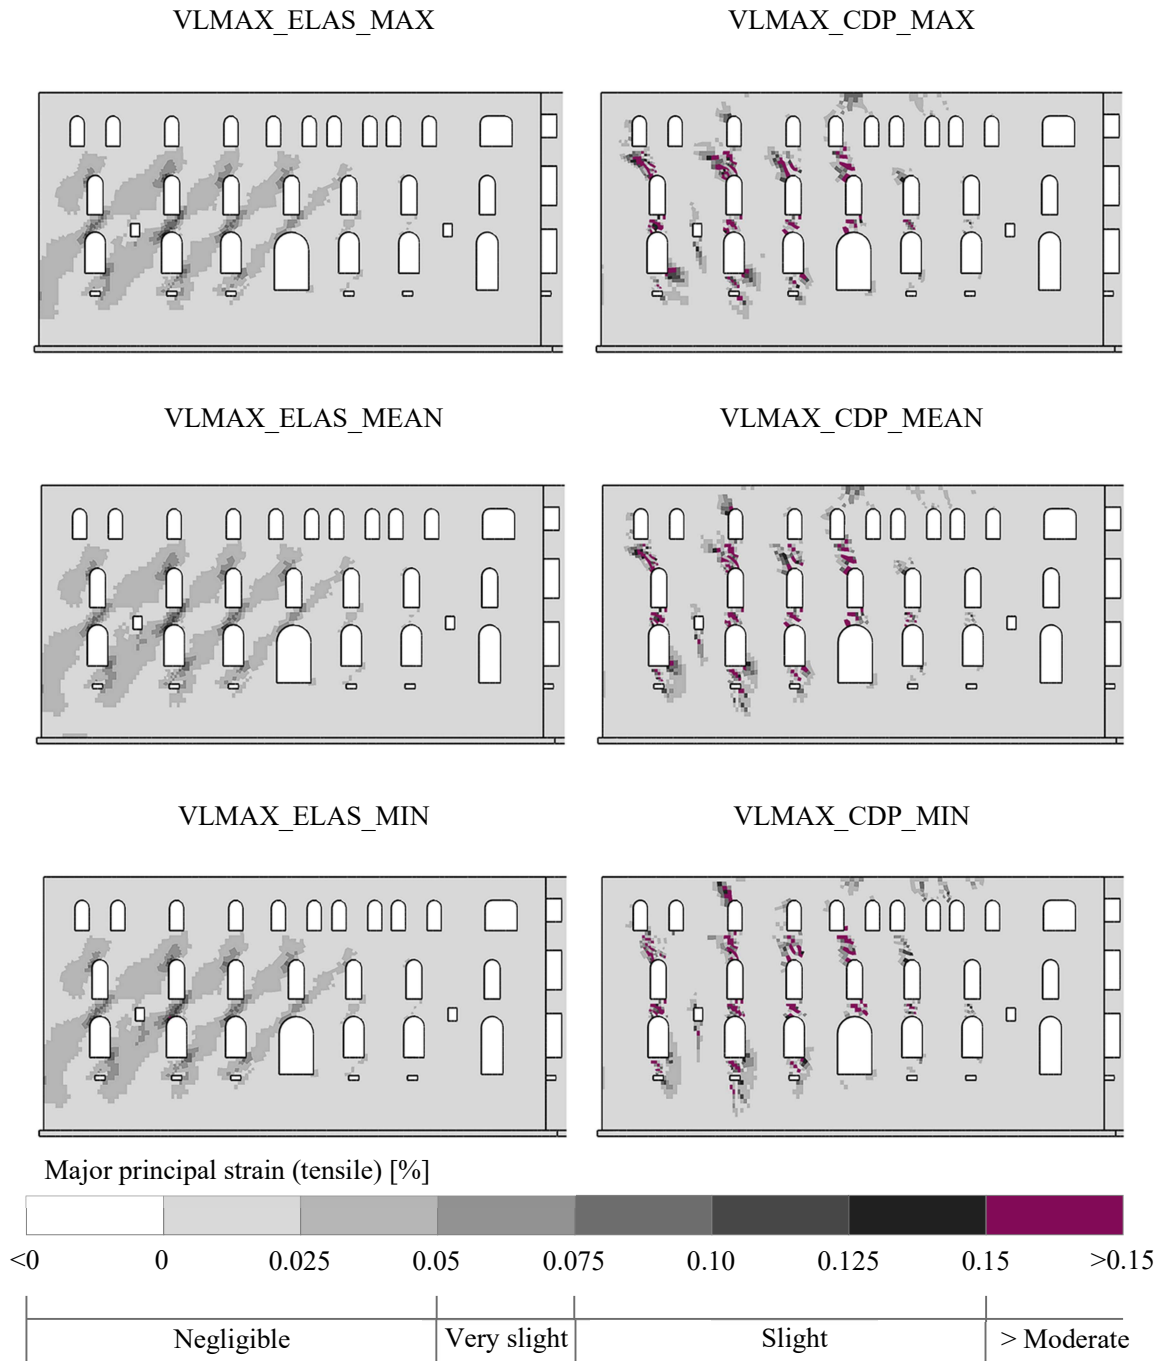 VLMAX_ELAS_MAX VLMAX_CDP_MAX
VLMAX_ELAS_MEAN VLMAX_CDP_MEAN
VLMAX_ELAS_MIN VLMAX_CDP_MIN
Major principal strain (tensile) [%]
<0 0 0.025 0.05 0.075 0.10 0.125 0.15 >0.15
Negligible Very slight Slight > Moderate